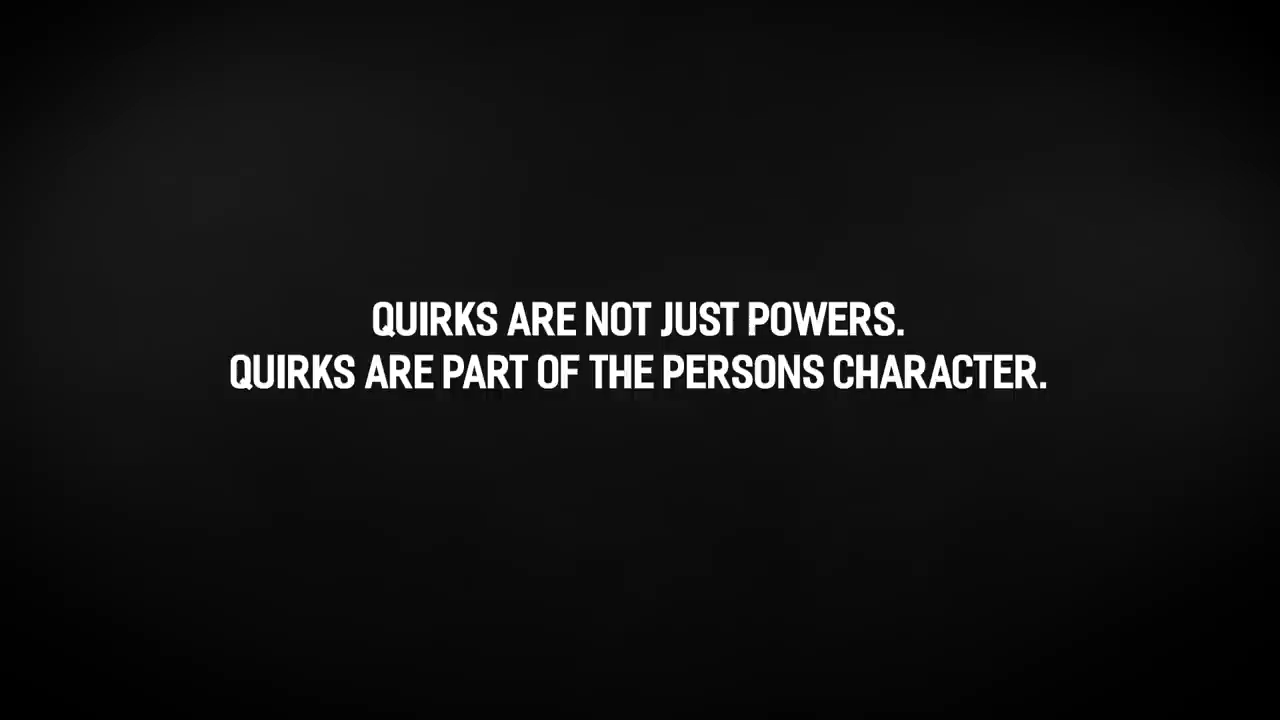 QUIRKS ARE NOT JUST POWERS.
QUIRKS ARE PART OF THE PERSONS CHARACTER.